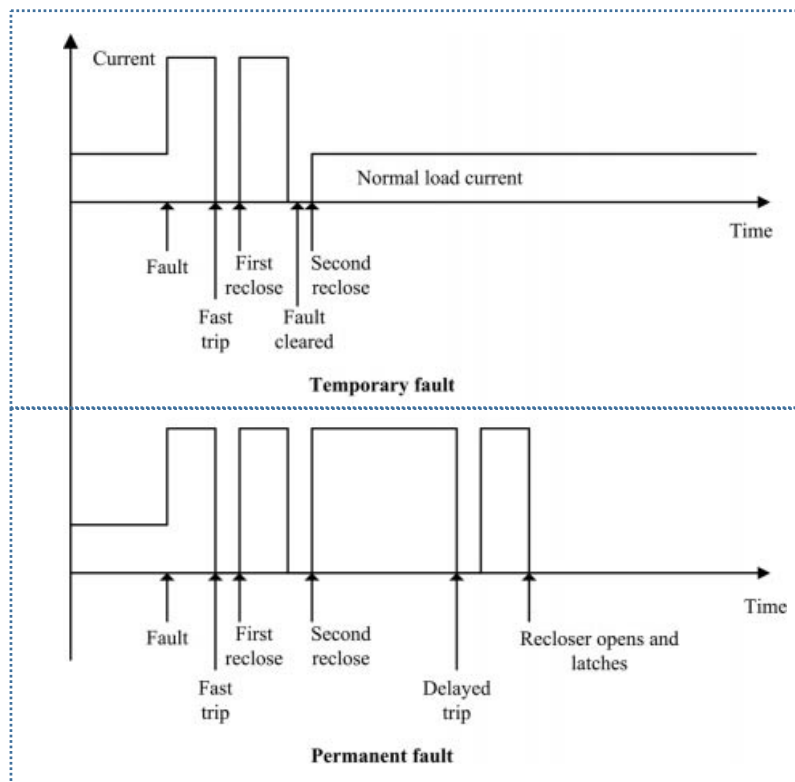 Current
Normal load current
Time
Fault
First
reclose
Second
reclose
Fast
trip
Fault
cleared
Temporary fault
Time
Fault
First
reclose
Second
reclose
Recloser opens and
latches
Fast
trip
Delayed
trip
Permanent fault